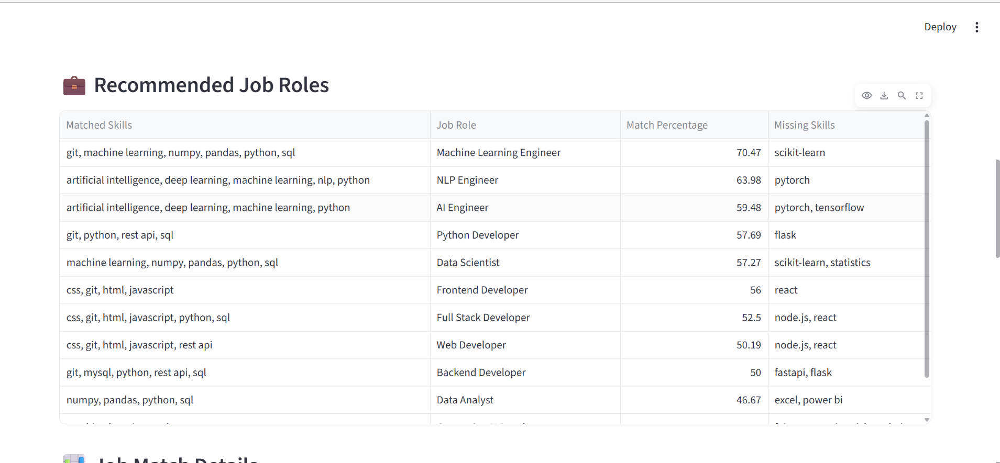 Deploy
Recommended Job Roles
Matched Skills Job Role Match Percentage Missing Skills
git, machine learning, numpy, pandas, python, sql Machine Learning Engineer 70.47 scikit-learn
artificial intelligence, deep learning, machine learning, nlp, python NLP Engineer 63.98 pytorch
artificial intelligence, deep learning, machine learning, python AI Engineer 59.48 pytorch, tensorflow
git, python, rest api, sql Python Developer 57.69 flask
machine learning, numpy, pandas, python, sql Data Scientist 57.27 scikit-learn, statistics
css, git, html, javascript Frontend Developer 56 react
css, git, html, javascript, python, sql Full Stack Developer 52.5 node.js, react
css, git, html, javascript, rest api Web Developer 50.19 node.js, react
git, mysql, python, rest api, sql Backend Developer 50 fastapi, flask
numpy, pandas, python, sql Data Analyst 46.67 excel, power bi
Job Match Details